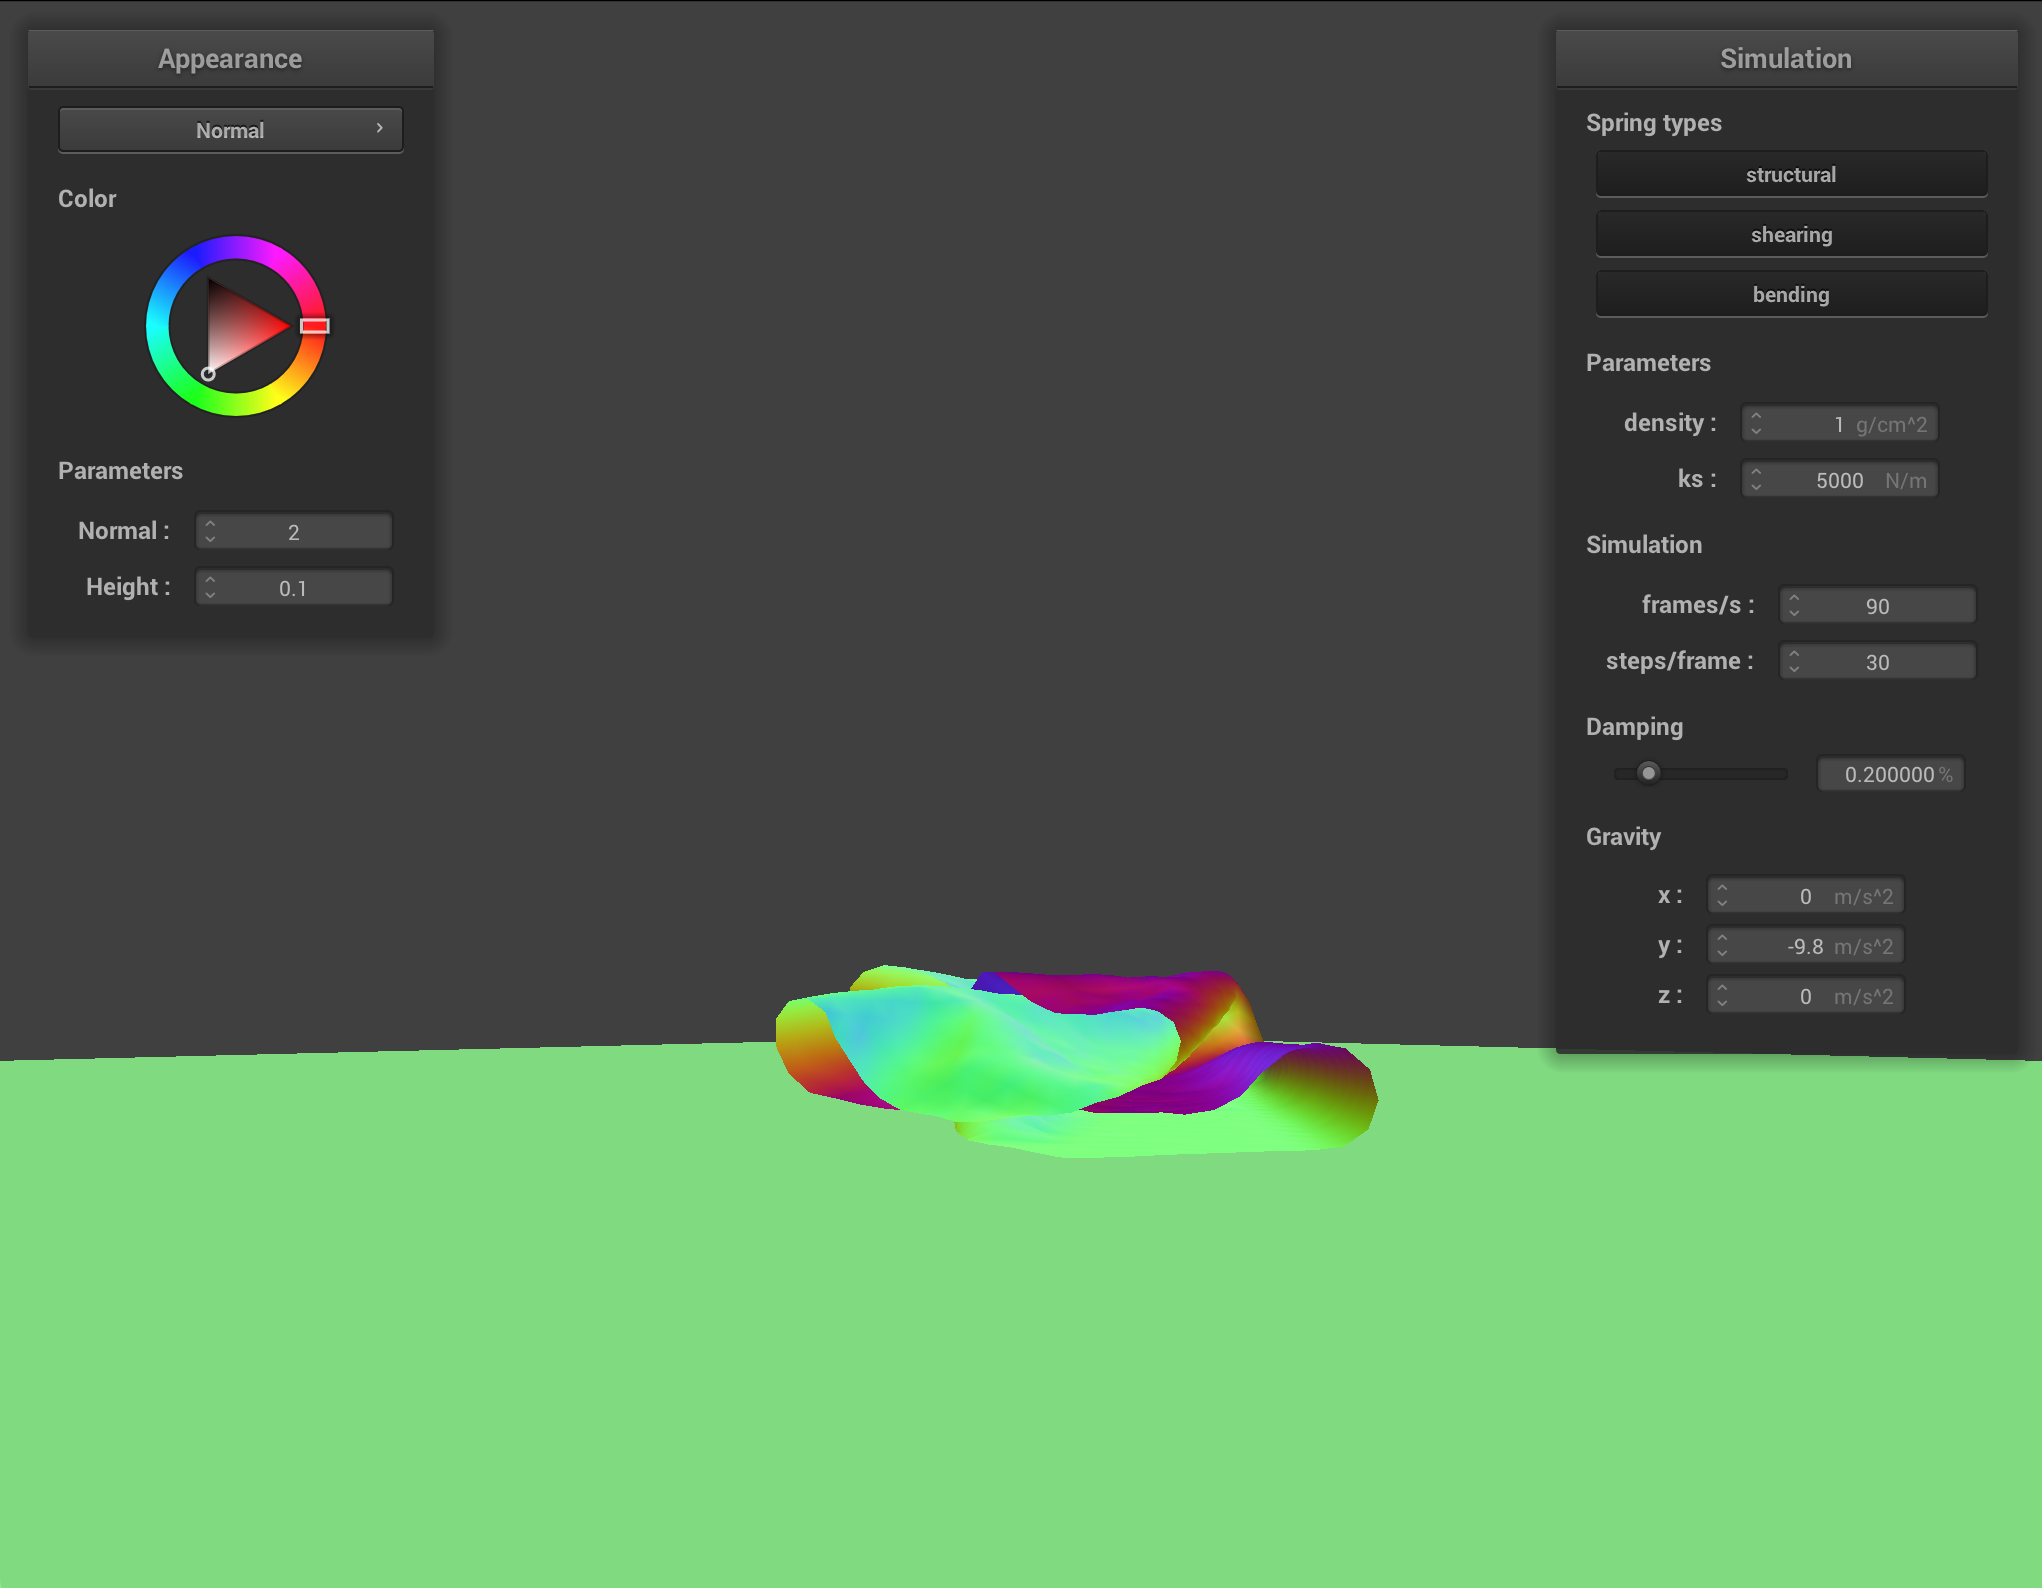 Appearance
Normal
Color
Parameters
Normal : 2
Height : 0.1
Simulation
Spring types
structural
shearing
bending
Parameters
density : 1 g/cm^2
ks : 5000 N/m
Simulation
frames/s : 90
steps/frame : 30
Damping
0.200000 %
Gravity
x : 0 m/s^2
y : -9.8 m/s^2
z : 0 m/s^2